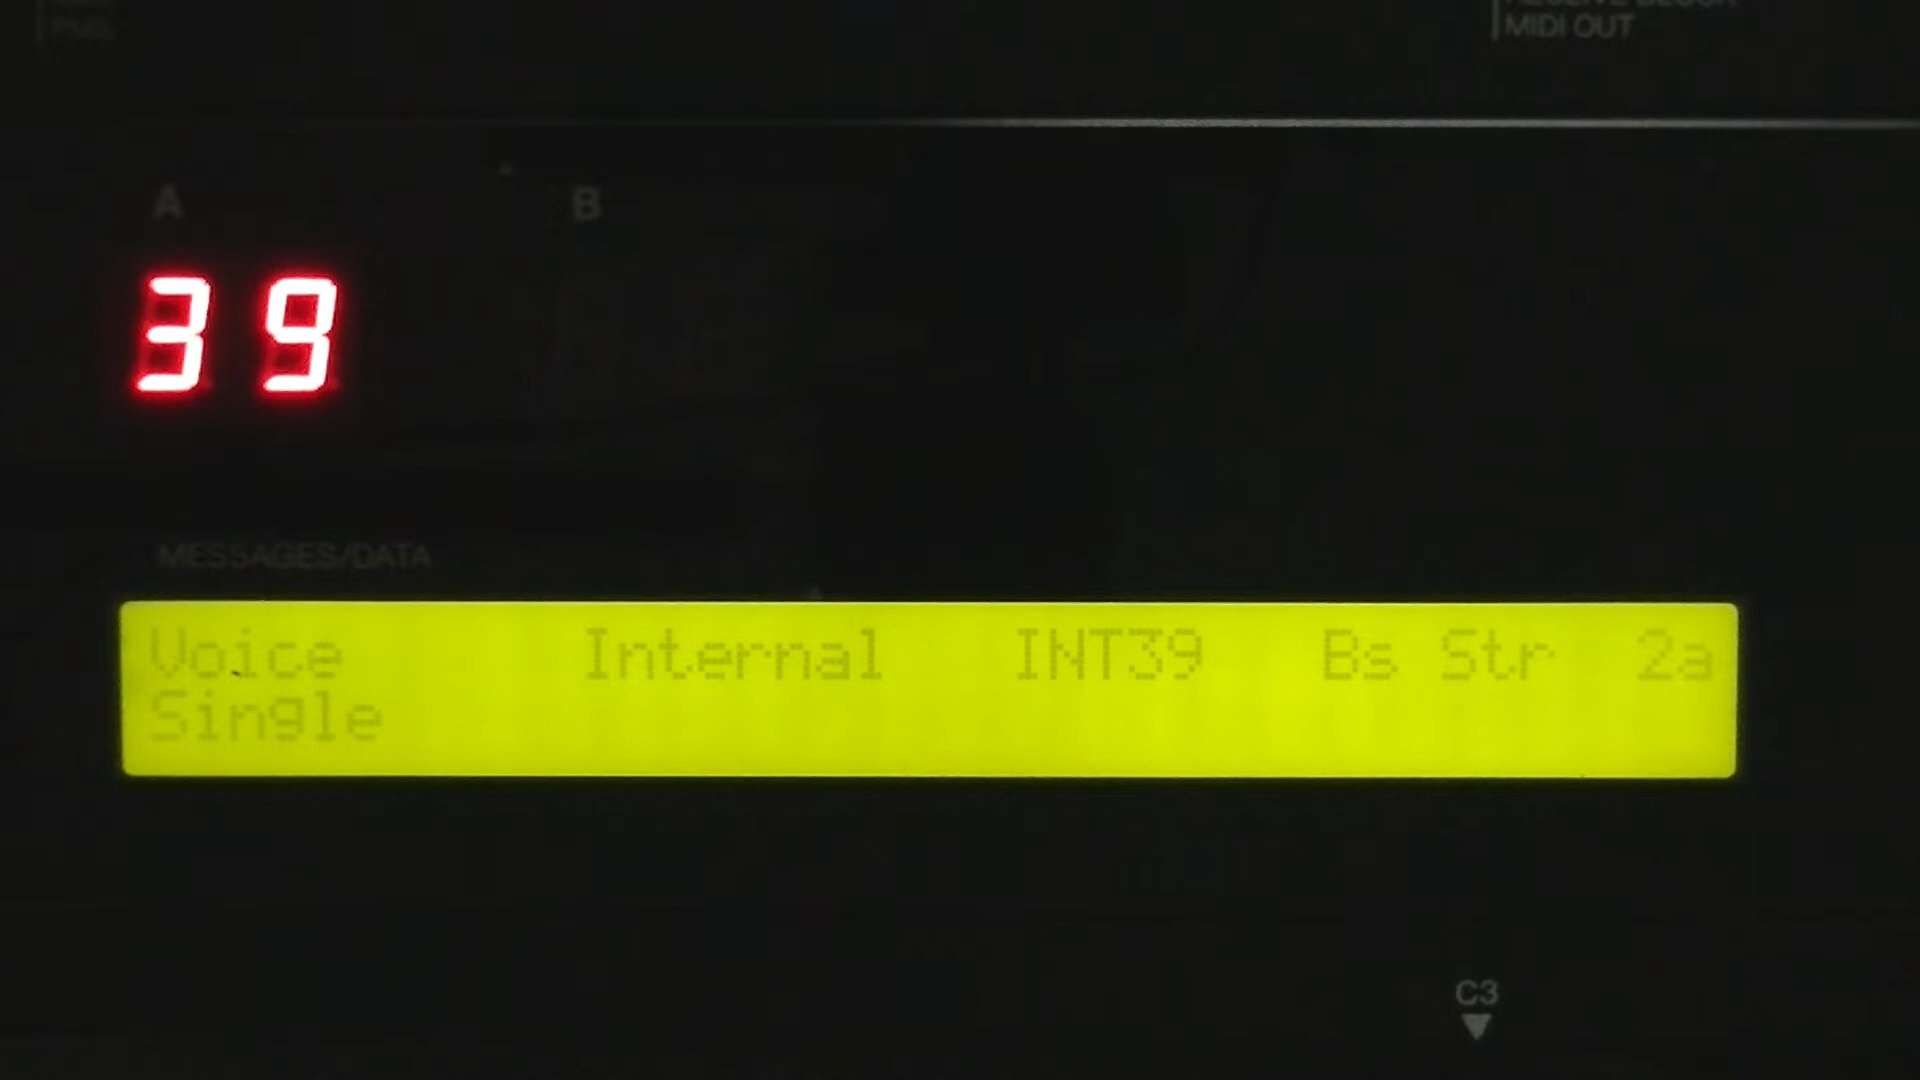 MIDI OUT
A B
39
MESSAGES/DATA
Voice Internal INT39 Bs Str 2a
Single
C3